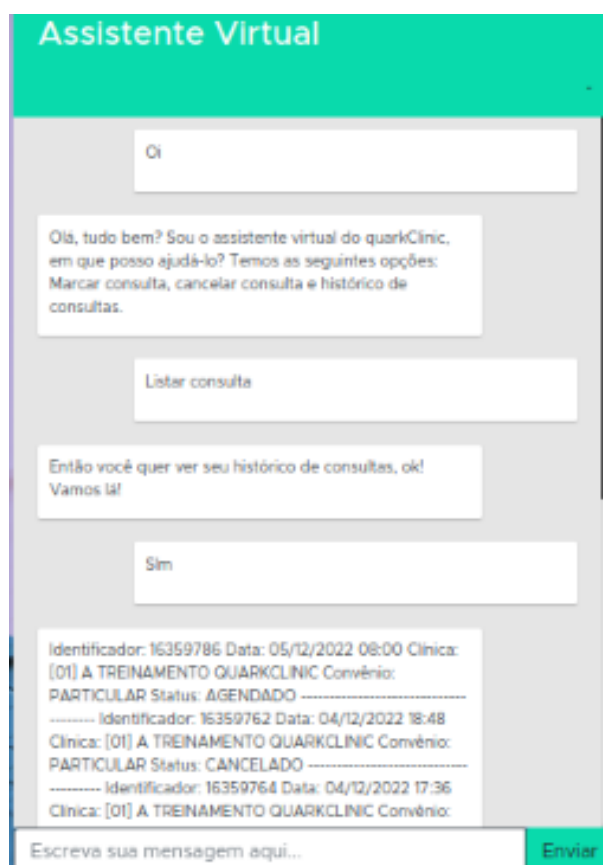 Assistente Virtual
Oi
Olá, tudo bem? Sou o assistente virtual do quarkClinic,
em que posso ajudá-lo? Temos as seguintes opções:
Marcar consulta, cancelar consulta e histórico de
consultas.
Listar consulta
Então você quer ver seu histórico de consultas, ok!
Vamos lá!
Sim
Identificador: 16359786 Data: 05/12/2022 08:00 Clínica:
[01] A TREINAMENTO QUARKCLINIC Convênio:
PARTICULAR Status: AGENDADO -------------------------------
--------- Identificador: 16359762 Data: 04/12/2022 18:48
Clínica: [01] A TREINAMENTO QUARKCLINIC Convênio:
PARTICULAR Status: CANCELADO ------------------------------
---------- Identificador: 16359764 Data: 04/12/2022 17:36
Clínica: [01] A TREINAMENTO QUARKCLINIC Convênio:
Escreva sua mensagem aqui...
Enviar